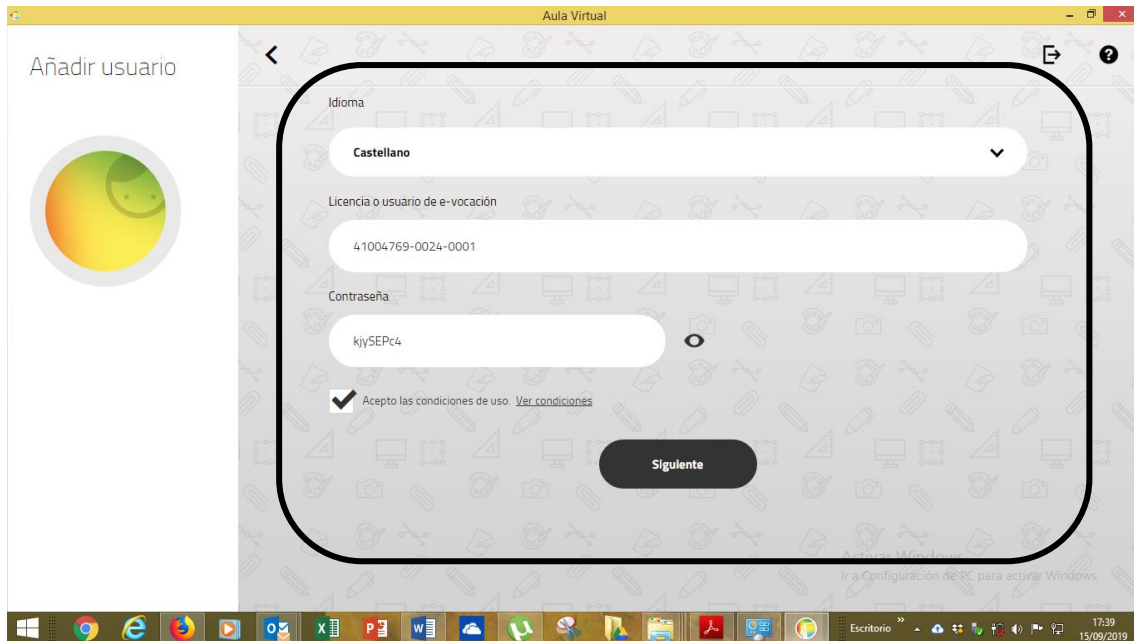 Aula Virtual
Añadir usuario
Idioma
Castellano
Licencia o usuario de e-vocación
41004769-0024-0001
Contraseña
kjySEPc4
Acepto las condiciones de uso. Ver condiciones
Siguiente
Activar Windows
Ir a Configuración de PC para activar Windows.
Escritorio
17:39
15/09/2019